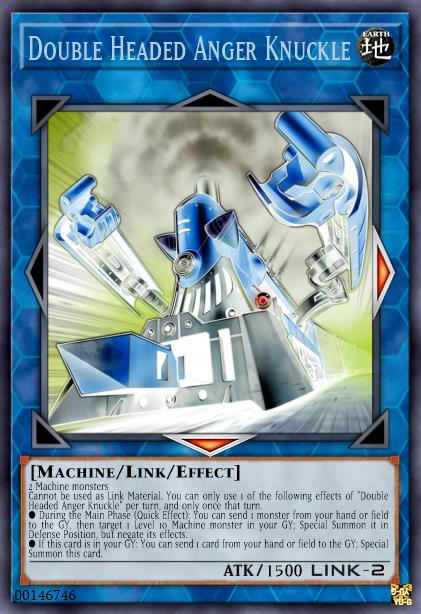 DOUBLE HEADED ANGER KNUCKLE
EARTH
地
[MACHINE/LINK/EFFECT]
2 Machine monsters
Cannot be used as Link Material. You can only use 1 of the following effects of "Double
Headed Anger Knuckle" per turn, and only once that turn.
● During the Main Phase (Quick Effect): You can send 1 monster from your hand or field
to the GY, then target 1 Level 10 Machine monster in your GY; Special Summon it in
Defense Position, but negate its effects.
● If this card is in your GY: You can send 1 card from your hand or field to the GY; Special
Summon this card.
ATK/1500 LINK-2
00146746